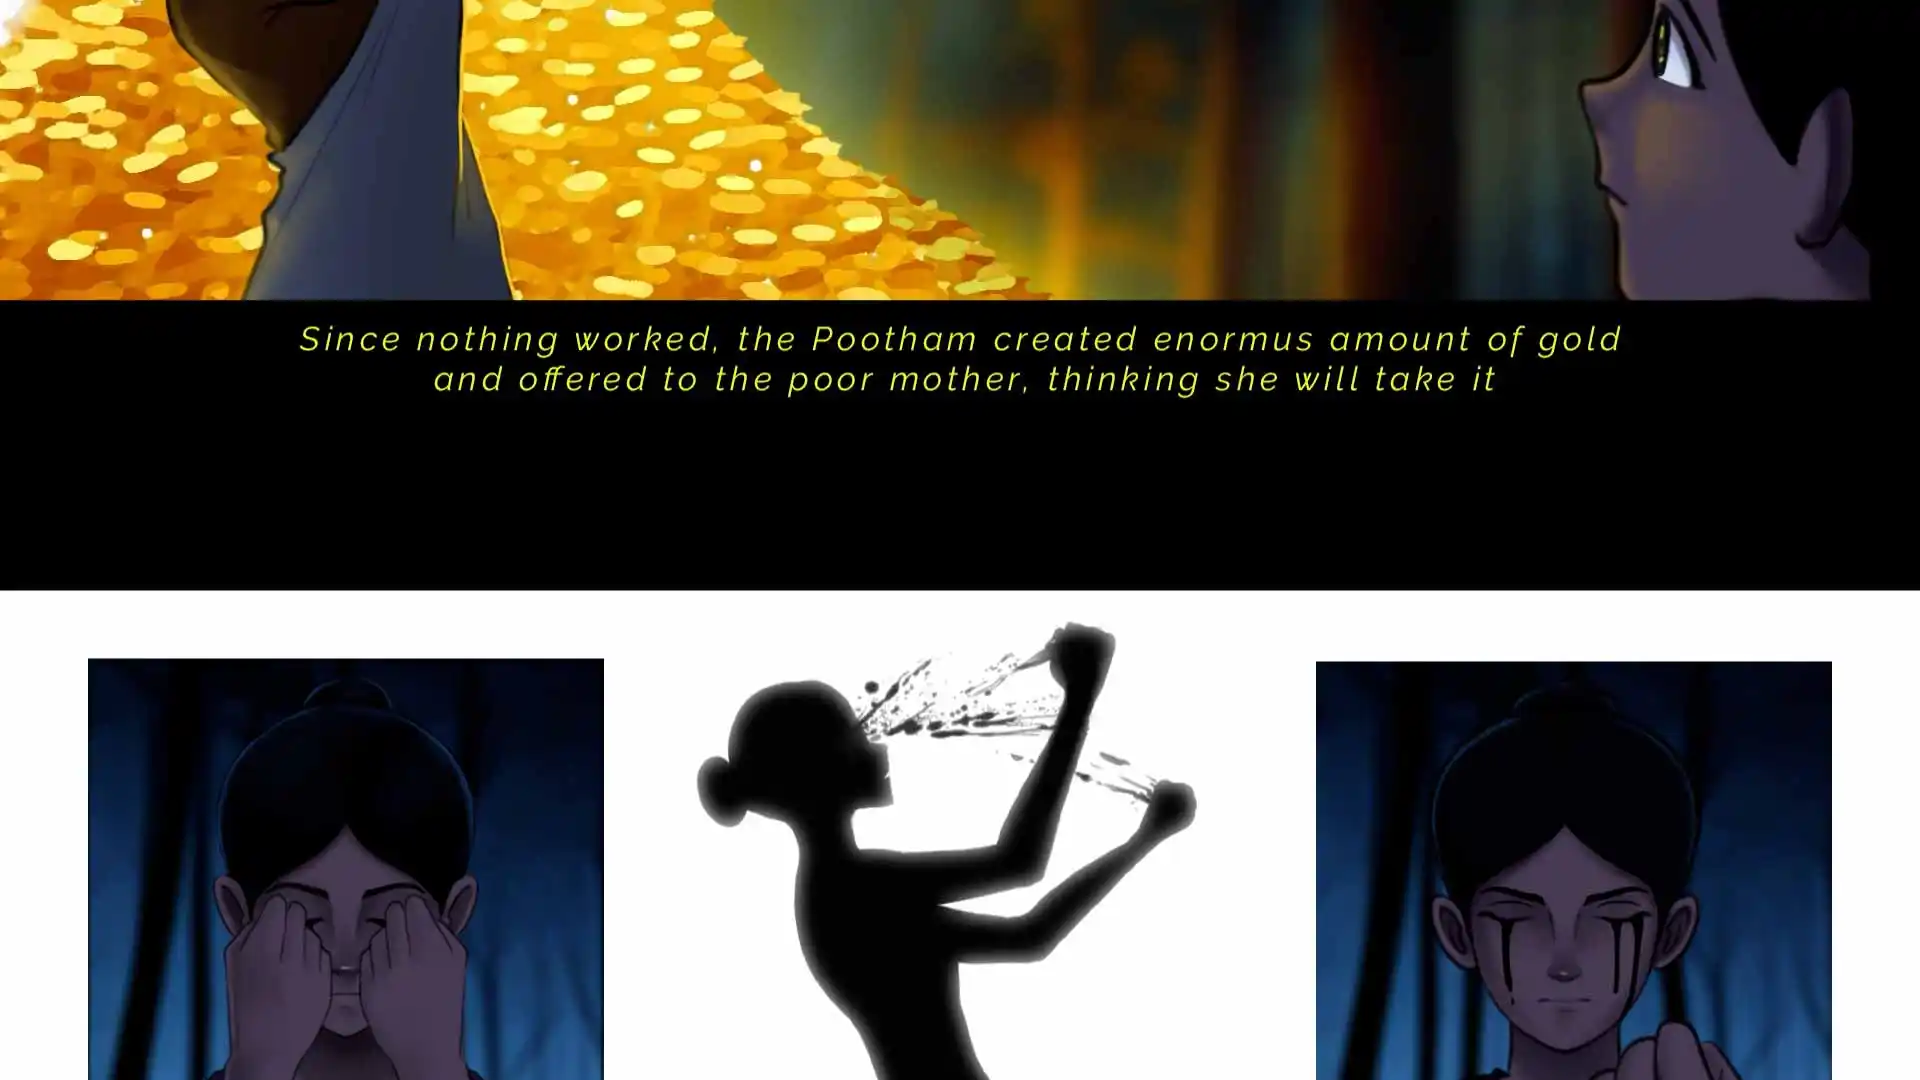 Since nothing worked, the Pootham created enormus amount of gold
and offered to the poor mother, thinking she will take it